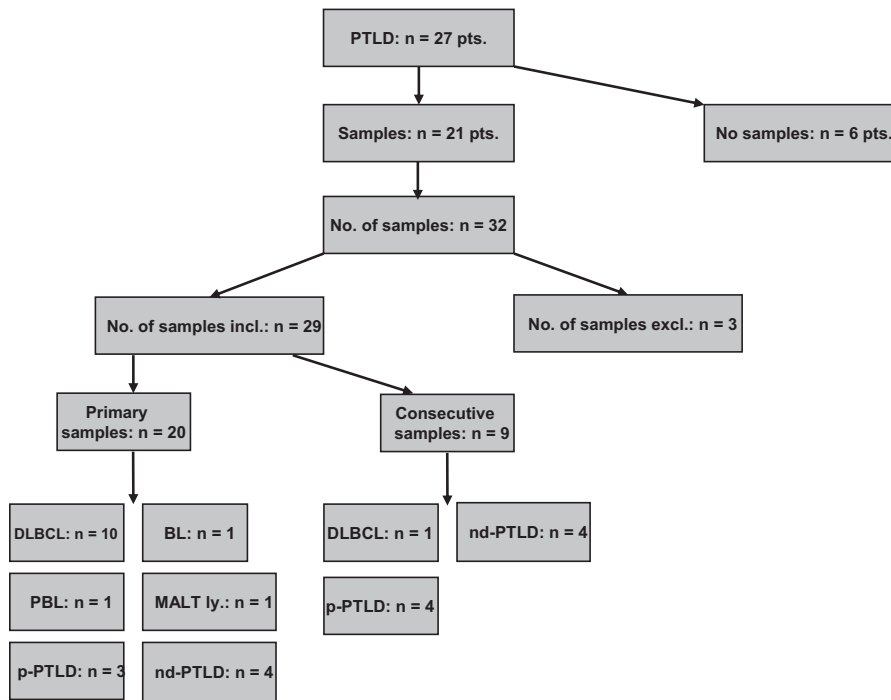 PTLD: n = 27 pts.
Samples: n = 21 pts.
No samples: n = 6 pts.
No. of samples: n = 32
No. of samples incl.: n = 29
No. of samples excl.: n = 3
Primary
samples: n = 20
Consecutive
samples: n = 9
DLBCL: n = 10
BL: n = 1
PBL: n = 1
MALT ly.: n = 1
p-PTLD: n = 3
nd-PTLD: n = 4
DLBCL: n = 1
nd-PTLD: n = 4
p-PTLD: n = 4